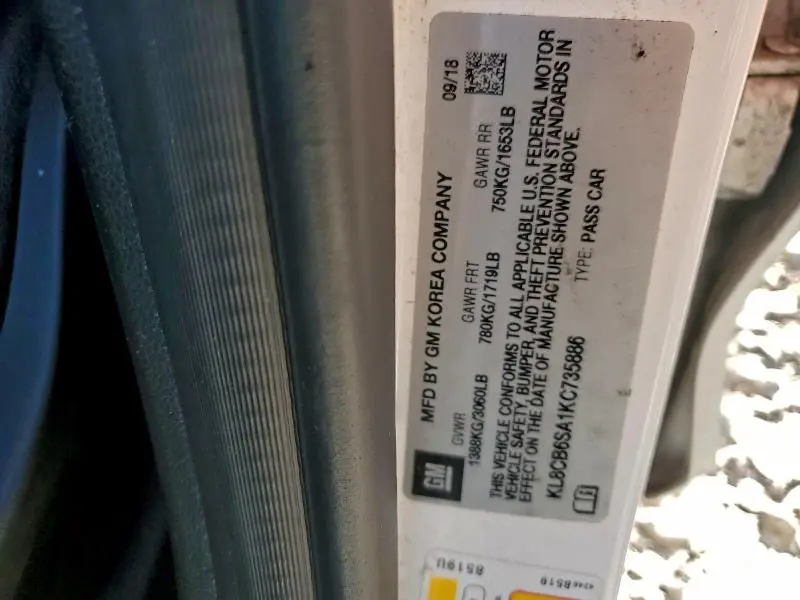 GM
MFD BY GM KOREA COMPANY 09/18
GVWR GAWR FRT GAWR RR
1388KG/3060LB 780KG/1719LB 750KG/1653LB
THIS VEHICLE CONFORMS TO ALL APPLICABLE U.S. FEDERAL MOTOR
VEHICLE SAFETY, BUMPER, AND THEFT PREVENTION STANDARDS IN
EFFECT ON THE DATE OF MANUFACTURE SHOWN ABOVE.
KL8CB6SA1KC735886 TYPE: PASS CAR
8519U